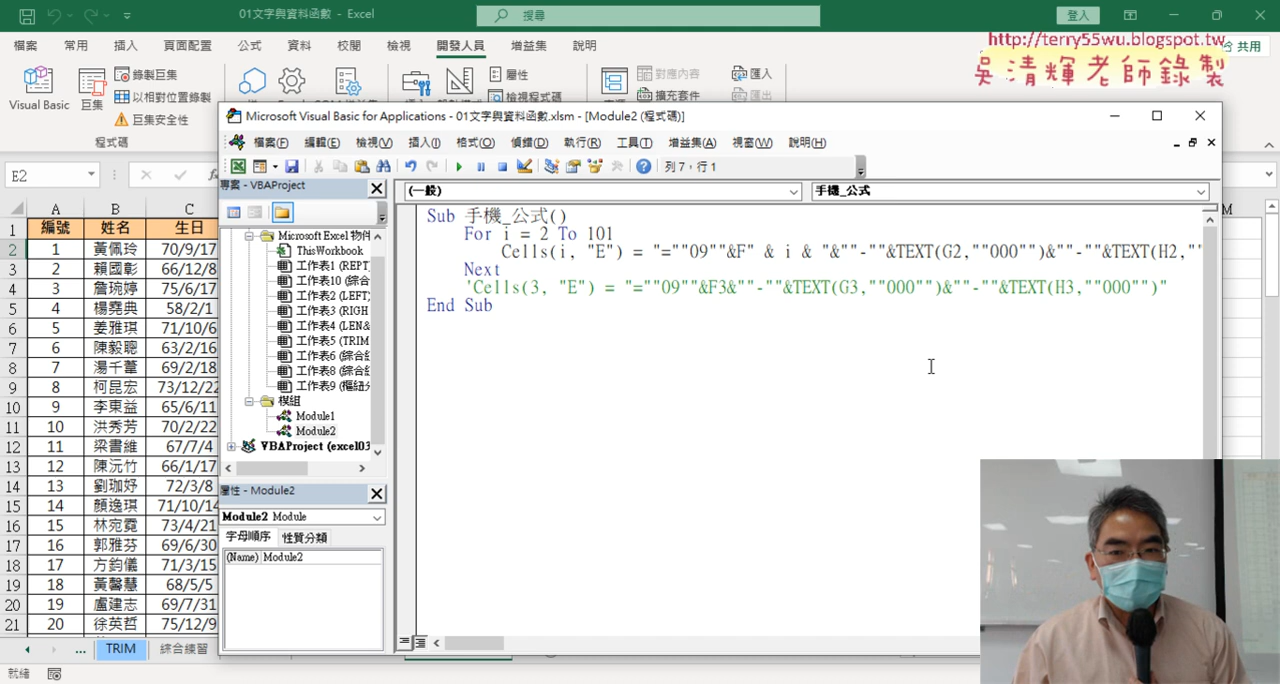 01文字與資料函數 - Excel
搜尋
登入
檔案 常用 插入 頁面配置 公式 資料 校閱 檢視 開發人員 增益集 說明
共用
http://terry55wu.blogspot.tw
吳清輝老師錄製
Visual Basic 巨集
錄製巨集
以相對位置錄製
巨集安全性
程式碼
屬性
檢視程式碼
對應內容
擴充套件
匯入
匯出
Microsoft Visual Basic for Applications - 01文字與資料函數.xlsm - [Module2 (程式碼)]
檔案(F) 編輯(E) 檢視(V) 插入(I) 格式(O) 偵錯(D) 執行(R) 工具(T) 增益集(A) 視窗(W) 說明(H)
列 7，行 1
E2
專案 - VBAProject
(一般)
手機_公式
Microsoft Excel 物件
ThisWorkbook
工作表1 (REPT
工作表10 (綜合
工作表2 (LEFT
工作表3 (RIGH
工作表4 (LEN&
工作表5 (TRIM
工作表6 (綜合
工作表8 (綜合
工作表9 (樞紐
模組
Module1
Module2
VBAProject (excel03
屬性 - Module2
Module2 Module
字母順序 性質分類
(Name) Module2
Sub 手機_公式()
For i = 2 To 101
Cells(i, "E") = "=""09""&F" & i & "&""-""&TEXT(G2,""000"")&""-""&TEXT(H2,""
Next
'Cells(3, "E") = "=""09""&F3&""-""&TEXT(G3,""000"")&""-""&TEXT(H3,""000"")"
End Sub
A B C M
1 編號 姓名 生日
2 1 黃佩玲 70/9/17
3 2 賴國彰 66/12/8
4 3 詹琬婷 75/6/17
5 4 楊堯典 58/2/1
6 5 姜雅琪 71/10/6
7 6 陳毅聰 63/2/16
8 7 湯千蕾 69/2/18
9 8 柯昆宏 73/12/22
10 9 李東益 65/6/11
11 10 洪秀芳 70/2/22
12 11 梁書維 67/7/4
13 12 陳沅竹 66/1/17
14 13 劉珈妤 72/3/8
15 14 顏逸琪 71/10/14
16 15 林宛霓 73/4/21
17 16 郭雅芬 69/6/30
18 17 方鈞儀 71/3/15
19 18 黃馨慧 68/5/5
20 19 盧建志 69/7/31
21 20 徐英哲 75/12/9
... TRIM 綜合練習
就緒